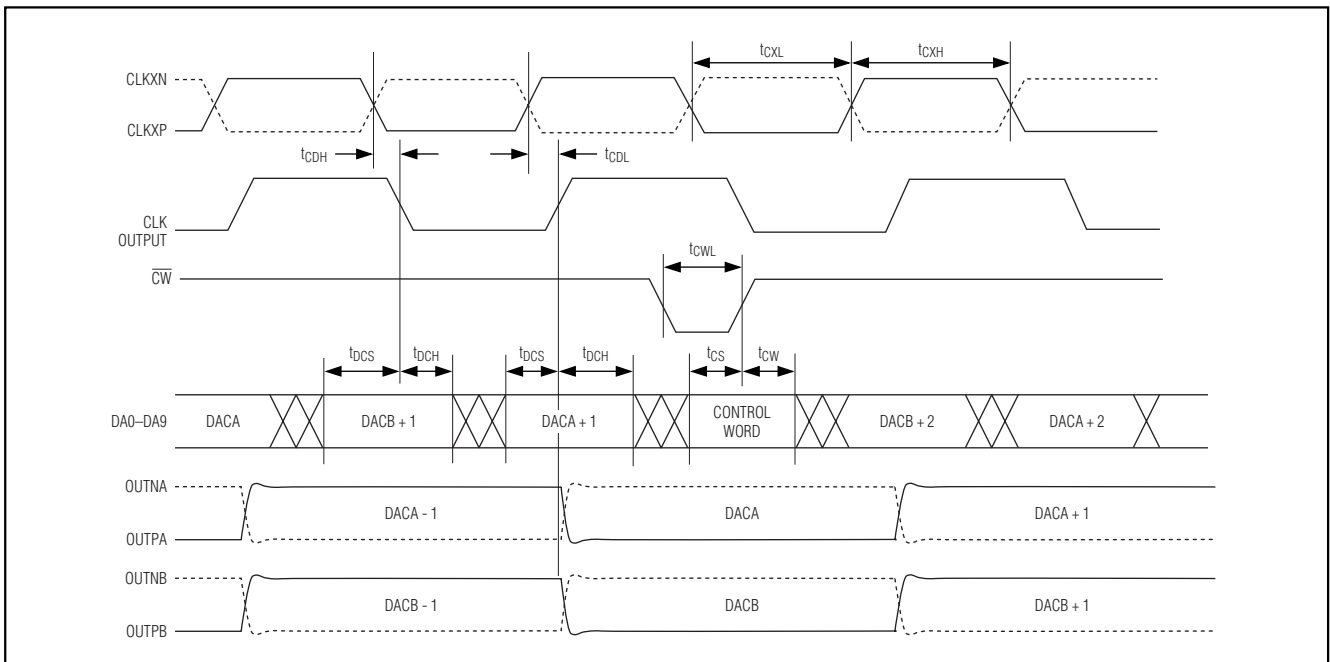 tCXL tCXH
CLKXN
CLKXP
tCDH tCDL
CLK
OUTPUT
tCWL
CW
tDCS tDCH tDCS tDCH tCS tCW
DA0–DA9 DACA DACB + 1 DACA + 1 CONTROL WORD DACB + 2 DACA + 2
OUTNA
DACA - 1 DACA DACA + 1
OUTPA
OUTNB
DACB - 1 DACB DACB + 1
OUTPB